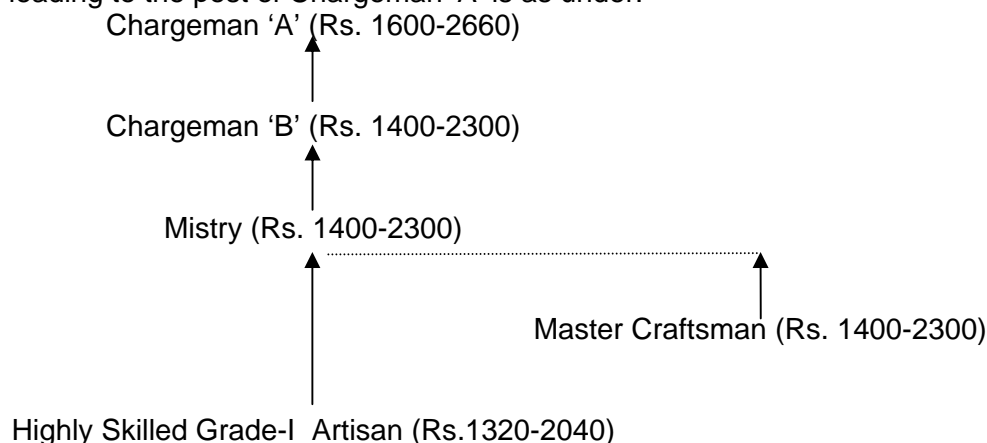 leading to the post of Chargeman ‘A’ is as under:
Chargeman ‘A’ (Rs. 1600-2660)
Chargeman ‘B’ (Rs. 1400-2300)
Mistry (Rs. 1400-2300)
Master Craftsman (Rs. 1400-2300)
Highly Skilled Grade-I Artisan (Rs.1320-2040)